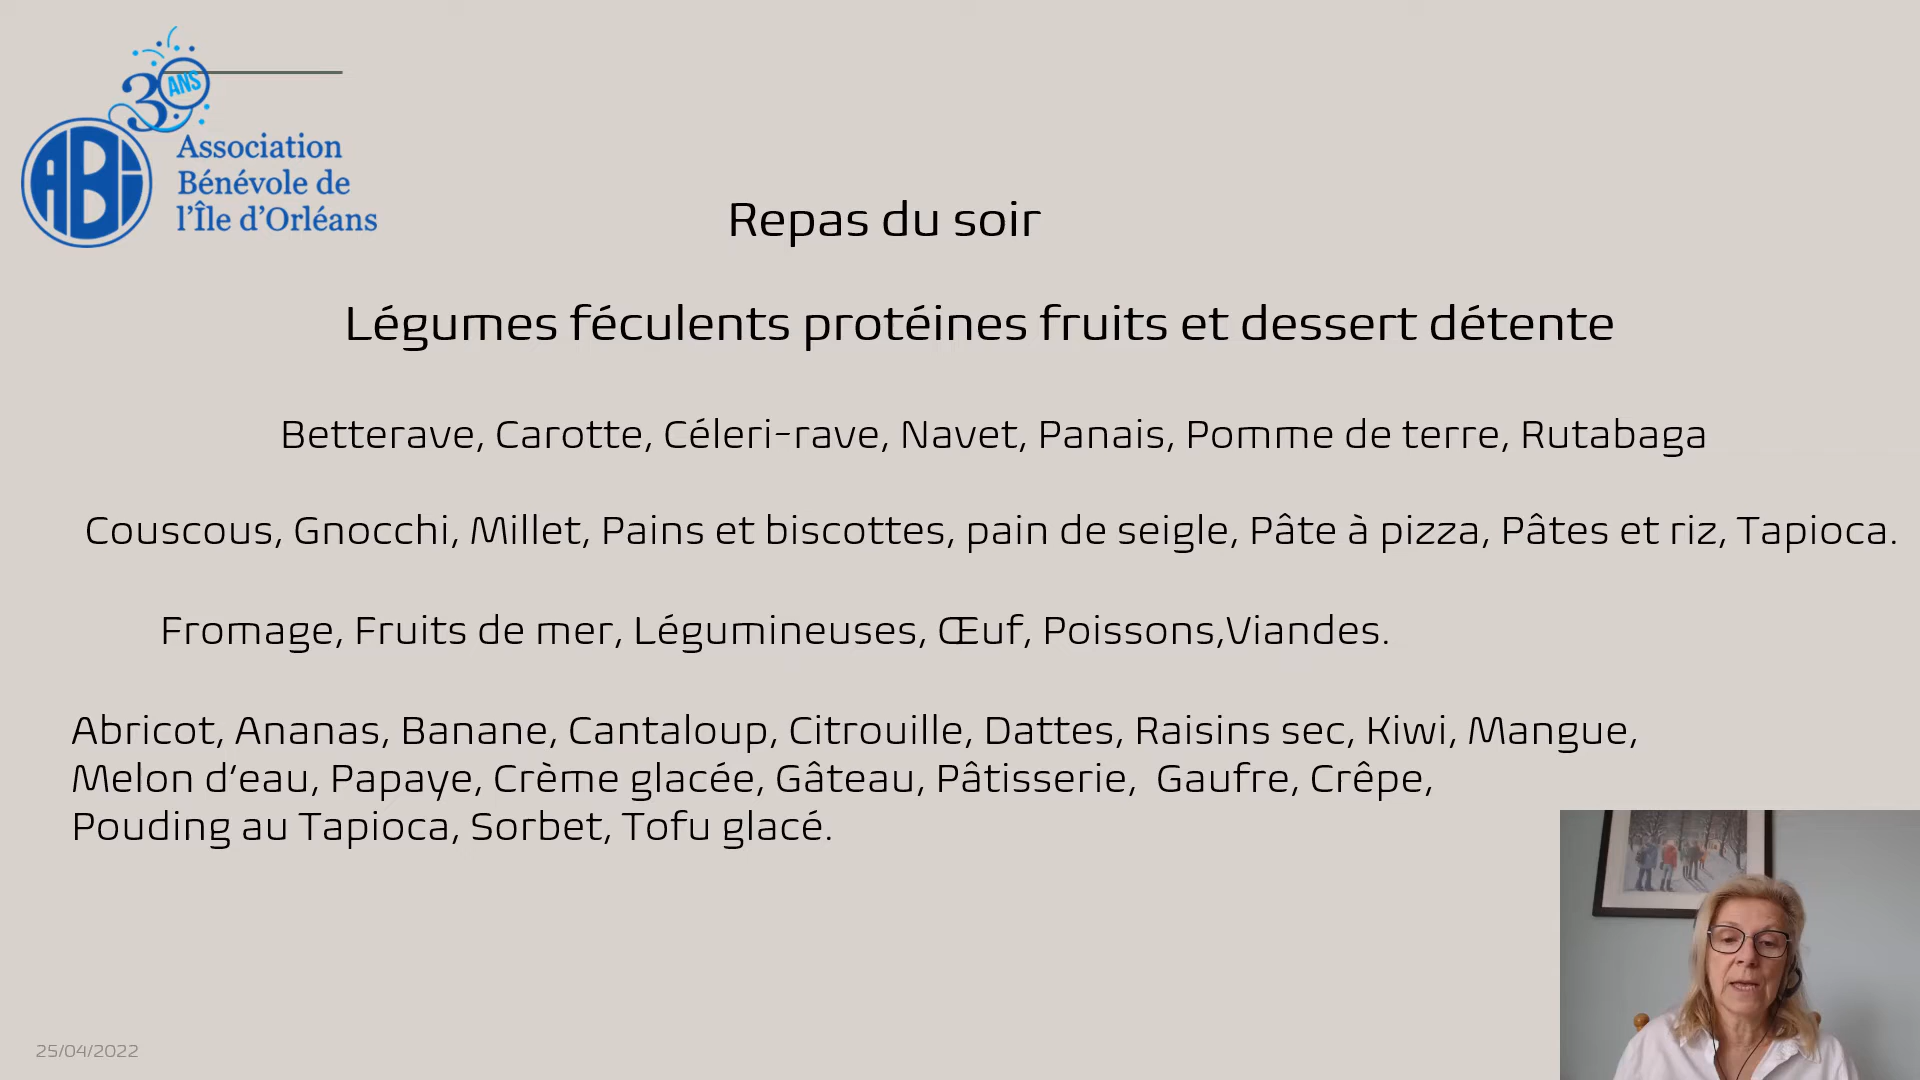 30 ANS
ABI
Association
Bénévole de
l'Île d'Orléans
Repas du soir
Légumes féculents protéines fruits et dessert détente
Betterave, Carotte, Céleri-rave, Navet, Panais, Pomme de terre, Rutabaga
Couscous, Gnocchi, Millet, Pains et biscottes, pain de seigle, Pâte à pizza, Pâtes et riz, Tapioca.
Fromage, Fruits de mer, Légumineuses, Œuf, Poissons,Viandes.
Abricot, Ananas, Banane, Cantaloup, Citrouille, Dattes, Raisins sec, Kiwi, Mangue,
Melon d’eau, Papaye, Crème glacée, Gâteau, Pâtisserie,  Gaufre, Crêpe,
Pouding au Tapioca, Sorbet, Tofu glacé.
25/04/2022